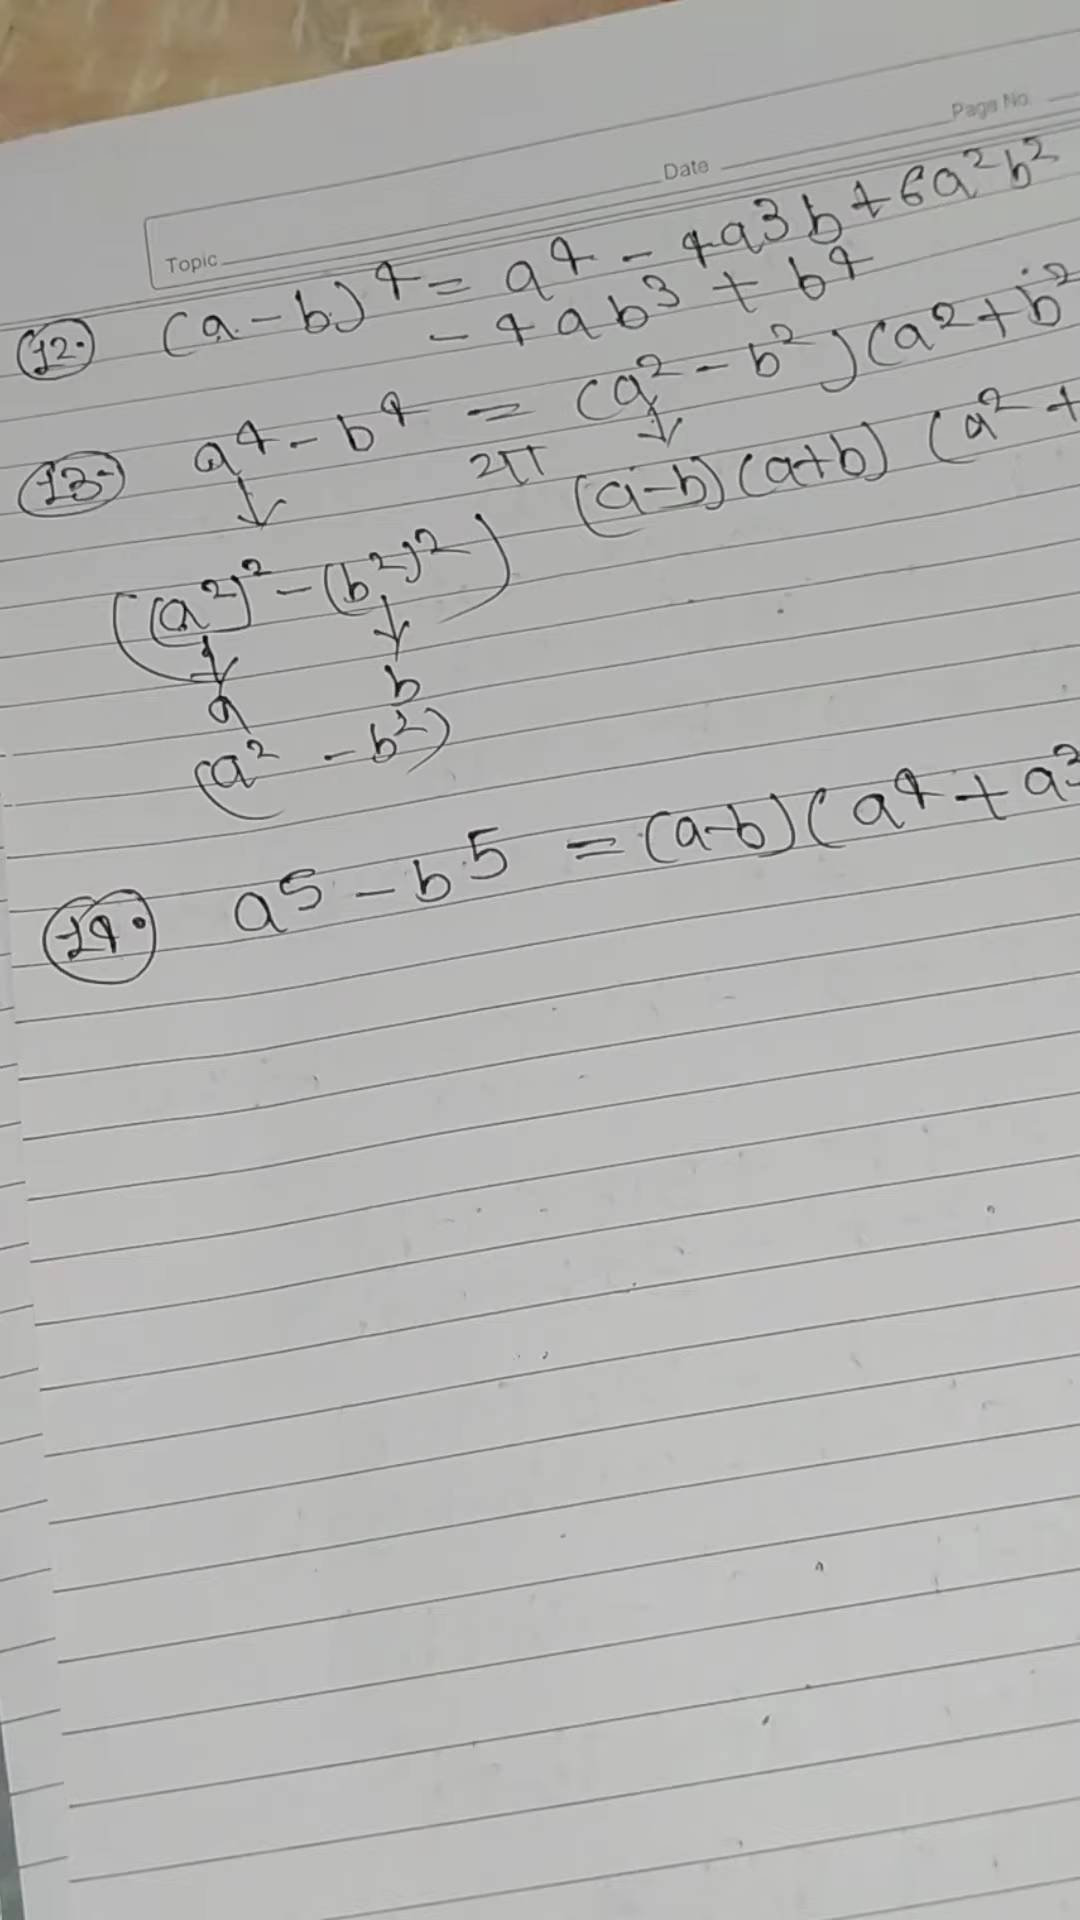 Page No.
Date
Topic
12. (a-b)⁴ = a⁴ - 4a³b + 6a²b²
- 4ab³ + b⁴
13. a⁴ - b⁴ = (a² - b²)(a² + b²
या (a-b)(a+b) (a² +
((a²)² - (b²)²)
a b
(a² - b²)
14. a⁵ - b⁵ = (a-b)(a⁴ + a³